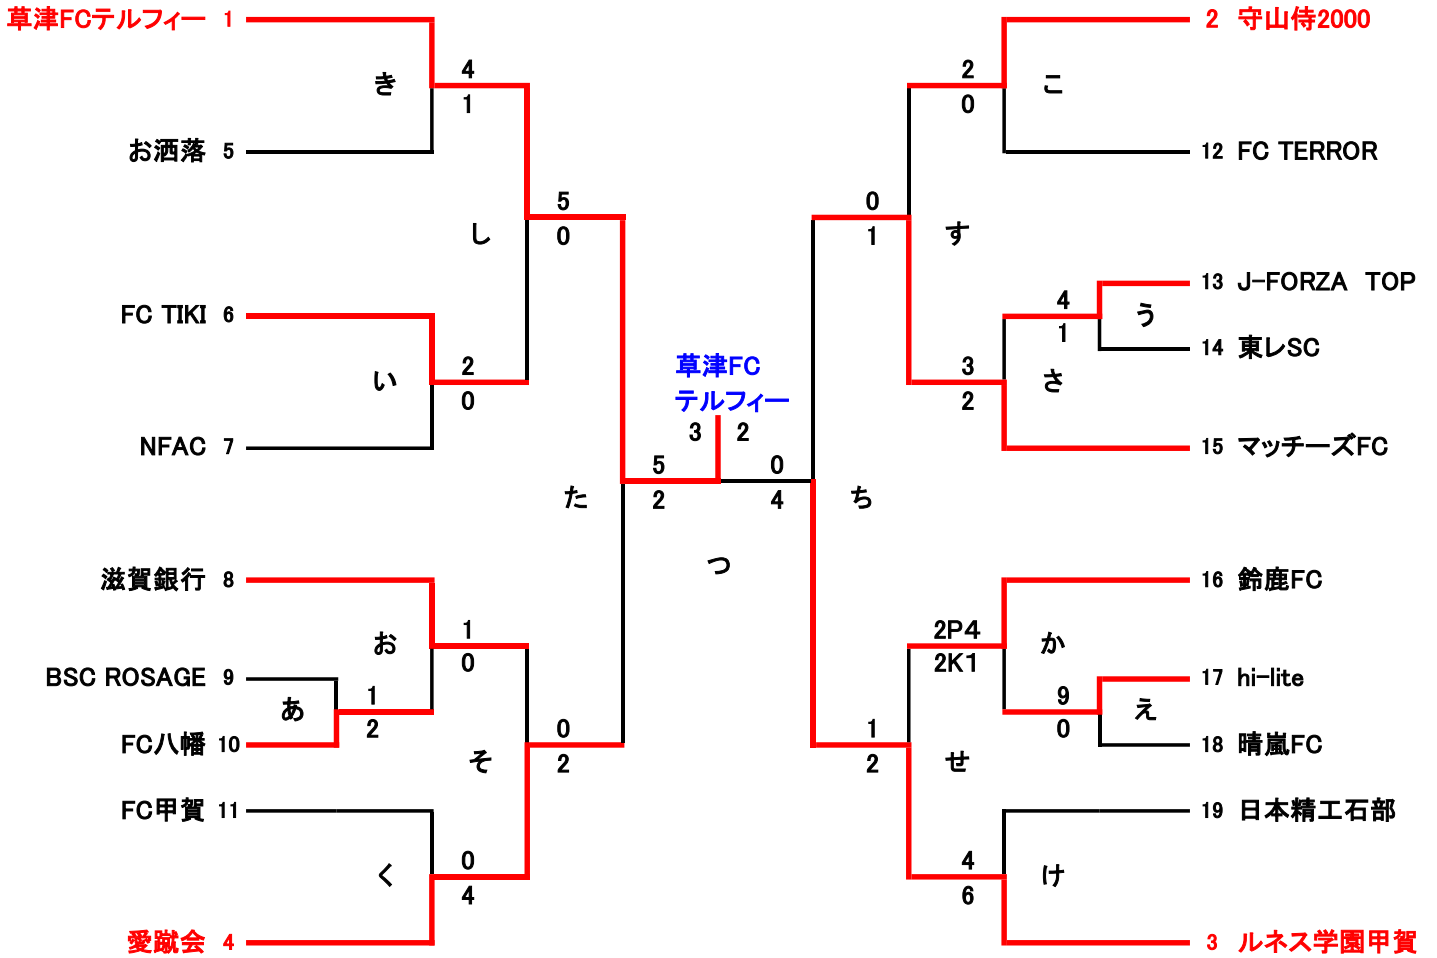 草津FCテルフィー 1
2 守山侍2000
き
4
1
2
0
こ
お洒落 5
12 FC TERROR
し
5
0
0
1
す
FC TIKI 6
13 J-FORZA TOP
4
1
う
14 東レSC
い
2
0
草津FC
テルフィー
3
2
さ
3
2
NFAC 7
15 マッチーズFC
た
5
2
0
4
ち
つ
滋賀銀行 8
16 鈴鹿FC
お
1
0
2P4
2K1
か
BSC ROSAGE 9
17 hi-lite
あ
1
2
9
0
え
FC八幡 10
18 晴嵐FC
そ
0
2
1
2
せ
FC甲賀 11
19 日本精工石部
く
0
4
4
6
け
愛蹴会 4
3 ルネス学園甲賀